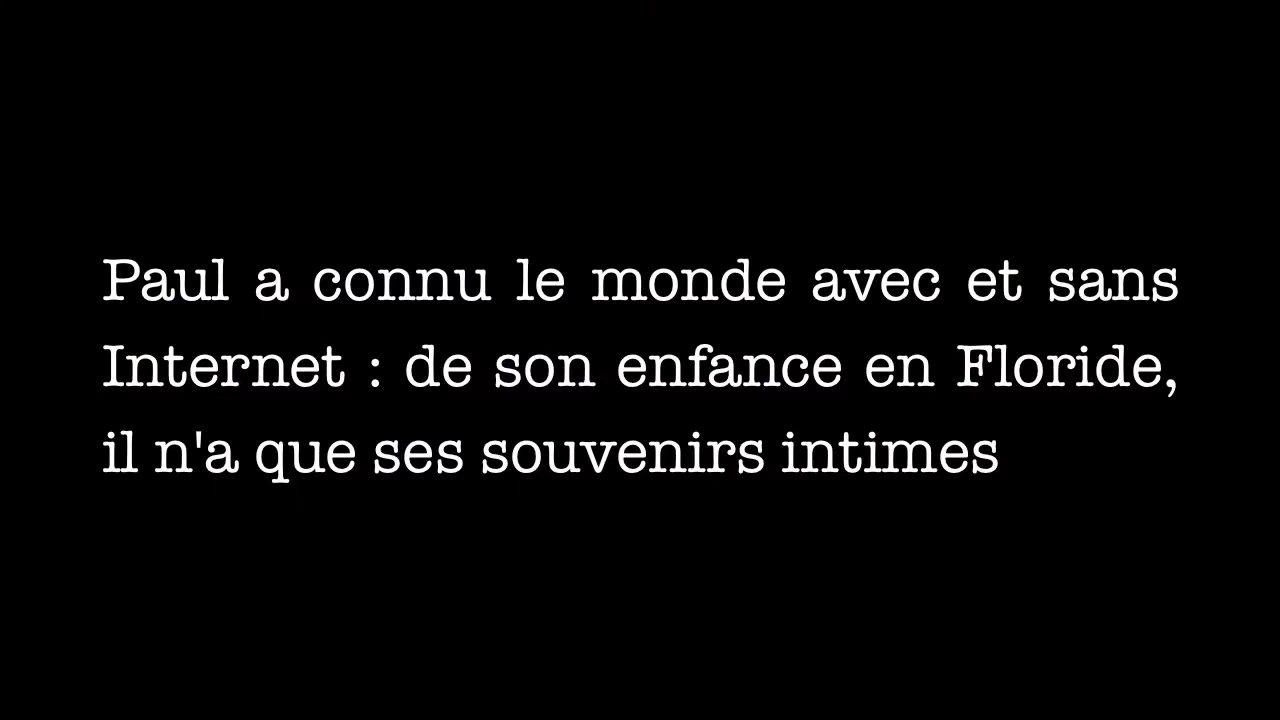 Paul a connu le monde avec et sans
Internet : de son enfance en Floride,
il n'a que ses souvenirs intimes